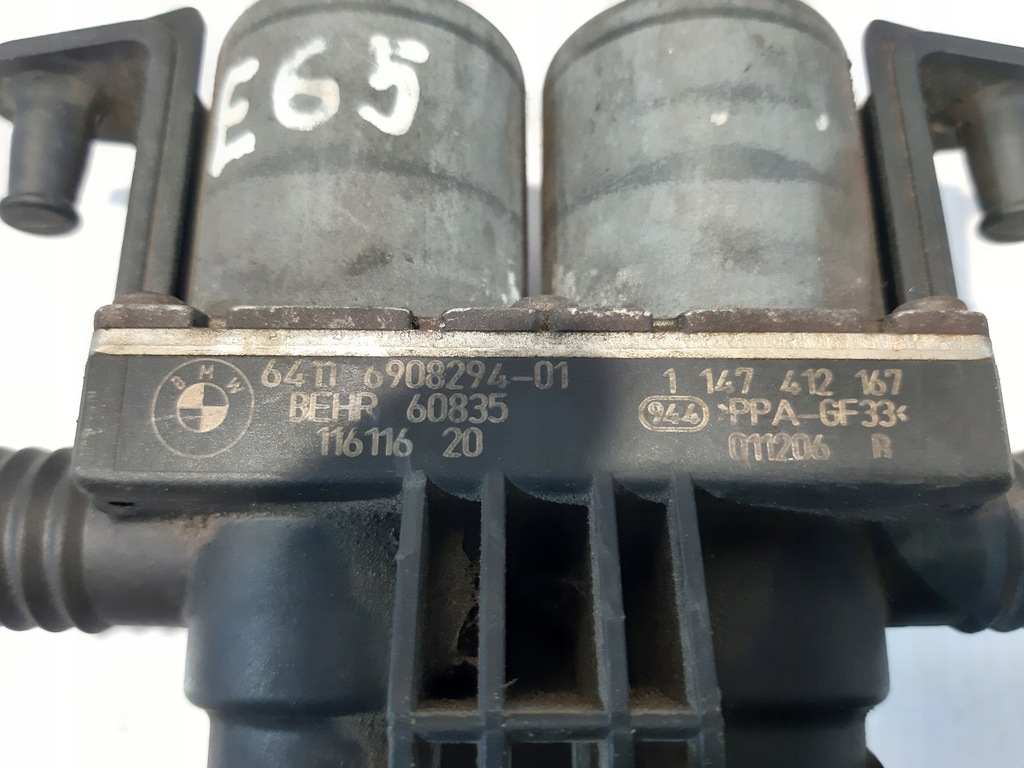 E65
BMW
6411 6908294-01
BEHR 60835
116116 20
1 147 412 167
944 >PPA-GF33<
011206 R